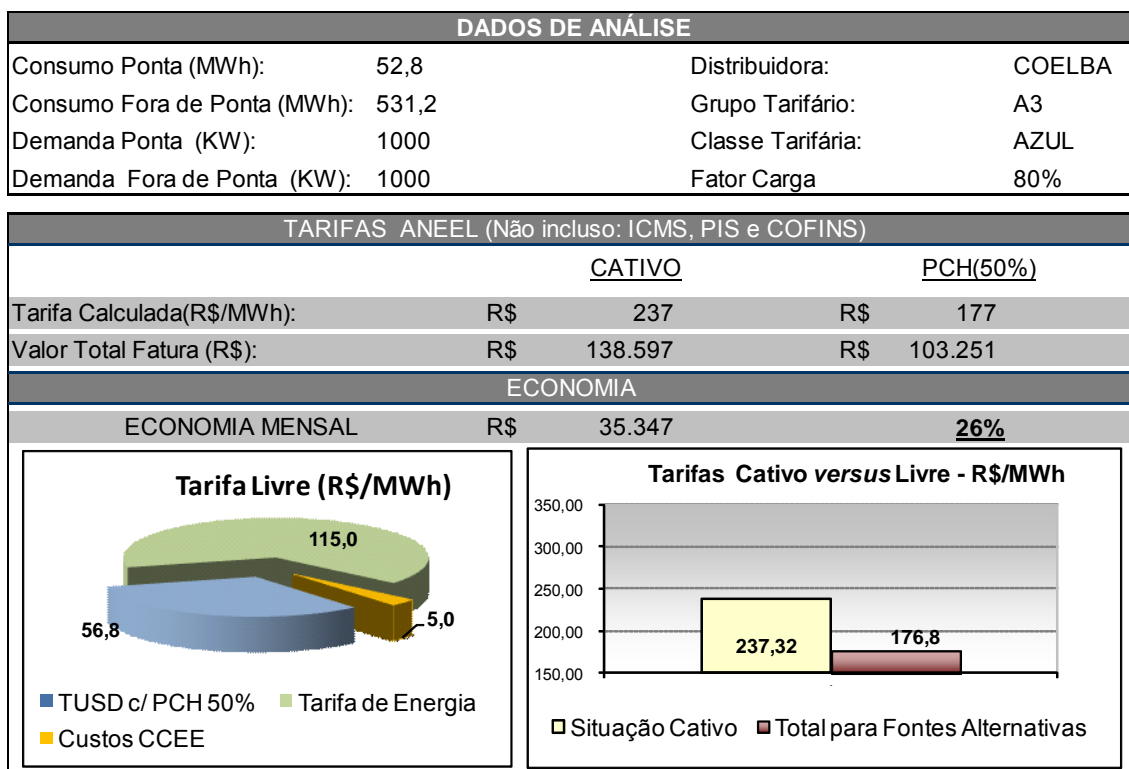 DADOS DE ANÁLISE
Consumo Ponta (MWh): 52,8 Distribuidora: COELBA
Consumo Fora de Ponta (MWh): 531,2 Grupo Tarifário: A3
Demanda Ponta (KW): 1000 Classe Tarifária: AZUL
Demanda Fora de Ponta (KW): 1000 Fator Carga 80%
TARIFAS ANEEL (Não incluso: ICMS, PIS e COFINS)
CATIVO PCH(50%)
Tarifa Calculada(R$/MWh): R$ 237 R$ 177
Valor Total Fatura (R$): R$ 138.597 R$ 103.251
ECONOMIA
ECONOMIA MENSAL R$ 35.347 26%
Tarifa Livre (R$/MWh)
115,0
56,8
5,0
TUSD c/ PCH 50% Tarifa de Energia
Custos CCEE
Tarifas Cativo versus Livre - R$/MWh
350,00
300,00
250,00
200,00
150,00
237,32
176,8
Situação Cativo Total para Fontes Alternativas